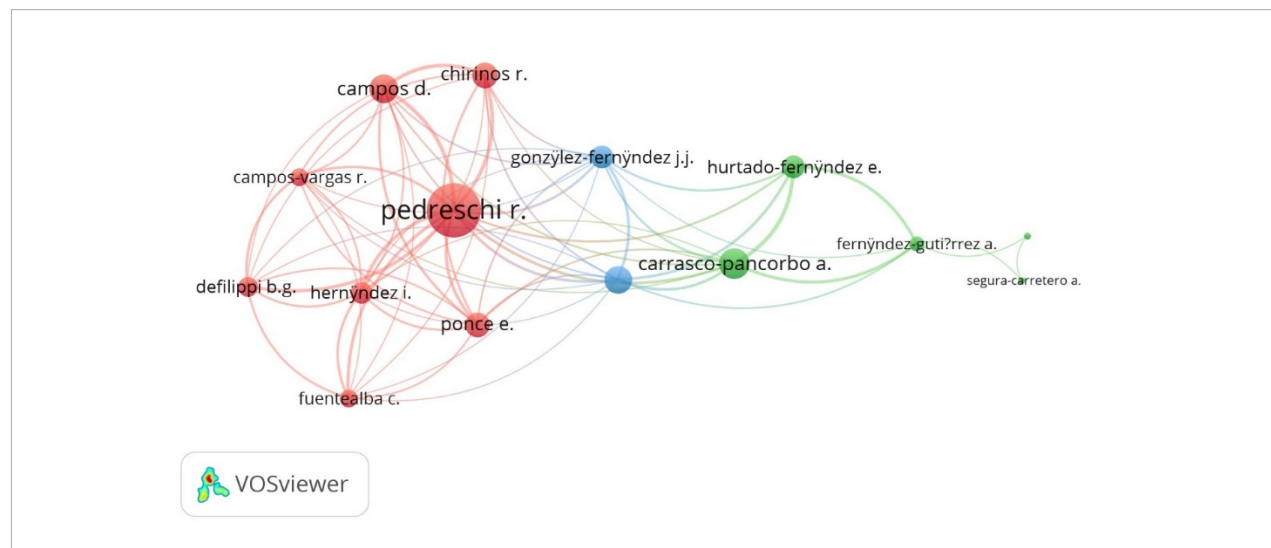 chirinos r.
campos d.
gonzÿlez-fernÿndez j.j.
hurtado-fernÿndez e.
campos-vargas r.
pedreschi r.
fernÿndez-guti?rrez a.
carrasco-pancorbo a.
segura-carretero a.
defilippi b.g.
hernÿndez i.
ponce e.
fuentealba c.
VOSviewer